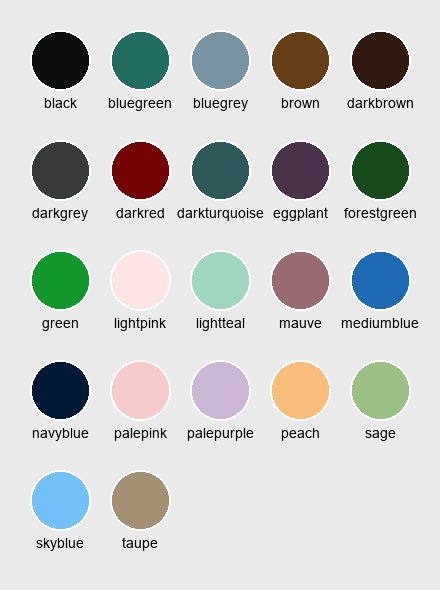 black bluegreen bluegrey brown darkbrown
darkgrey darkred darkturquoise eggplant forestgreen
green lightpink lightteal mauve mediumblue
navyblue palepink palepurple peach sage
skyblue taupe